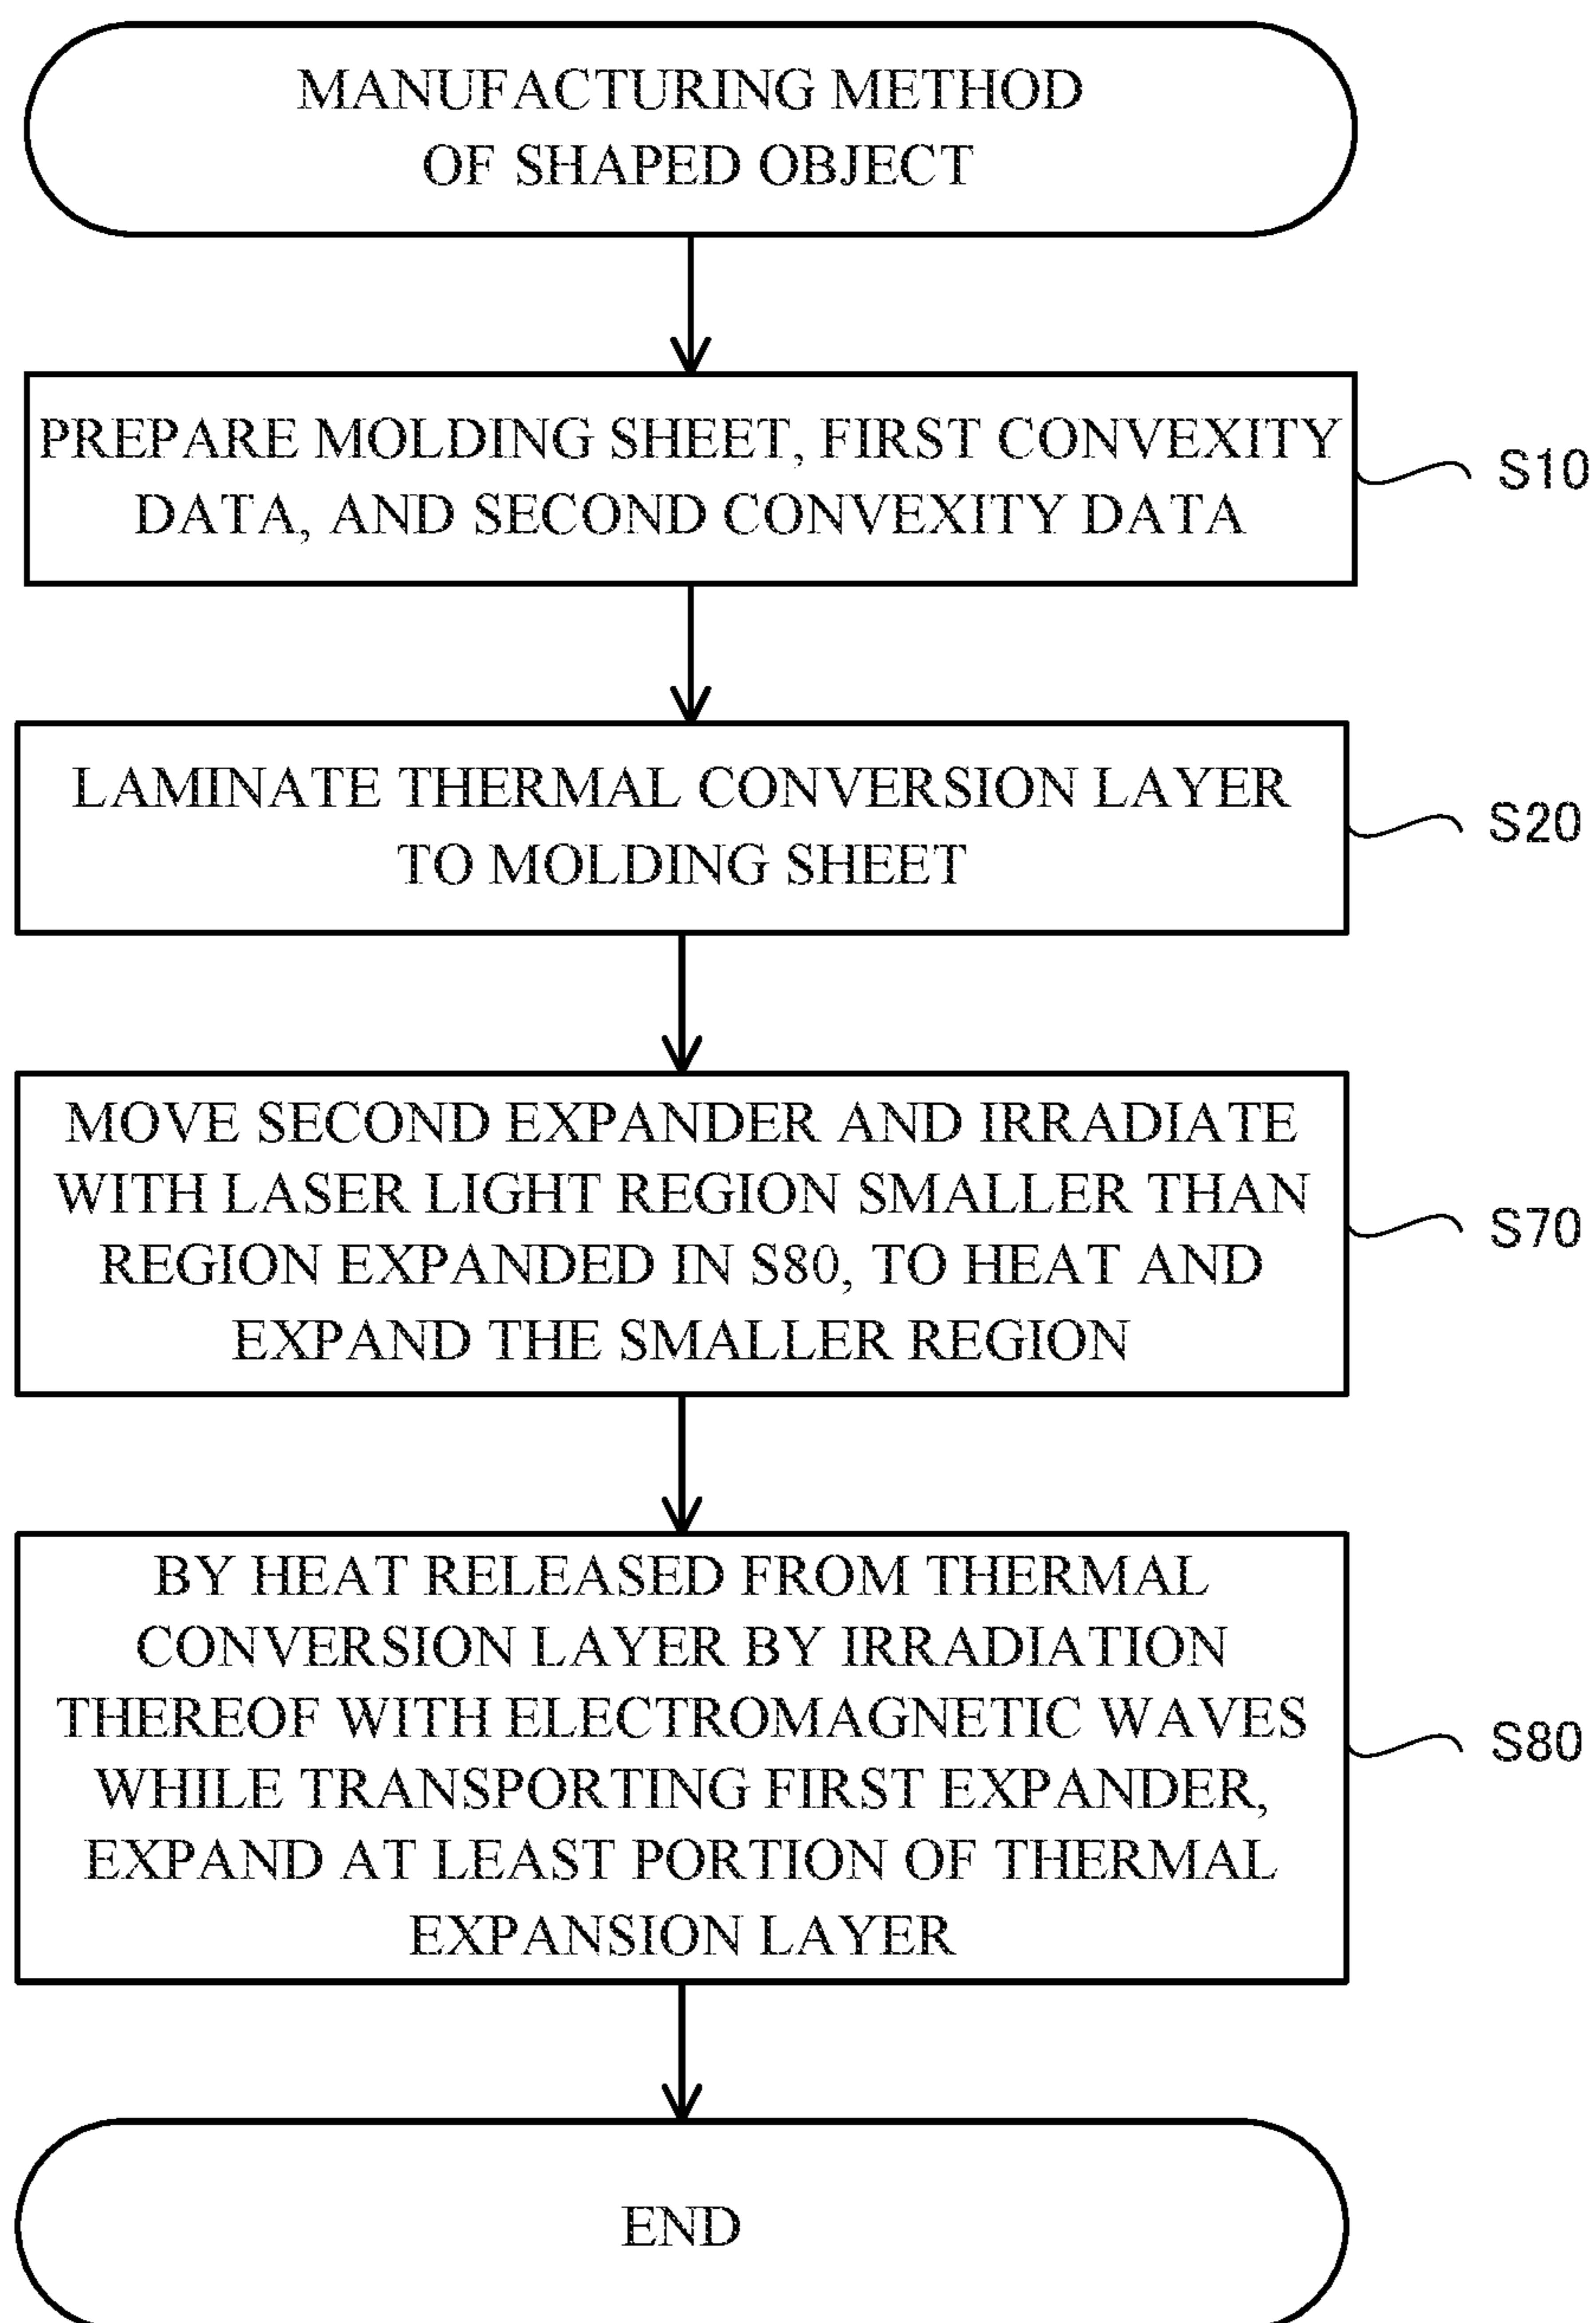 MANUFACTURING METHOD
OF SHAPED OBJECT
PREPARE MOLDING SHEET, FIRST CONVEXITY
DATA, AND SECOND CONVEXITY DATA
S10
LAMINATE THERMAL CONVERSION LAYER
TO MOLDING SHEET
S20
MOVE SECOND EXPANDER AND IRRADIATE
WITH LASER LIGHT REGION SMALLER THAN
REGION EXPANDED IN S80, TO HEAT AND
EXPAND THE SMALLER REGION
S70
BY HEAT RELEASED FROM THERMAL
CONVERSION LAYER BY IRRADIATION
THEREOF WITH ELECTROMAGNETIC WAVES
WHILE TRANSPORTING FIRST EXPANDER,
EXPAND AT LEAST PORTION OF THERMAL
EXPANSION LAYER
S80
END